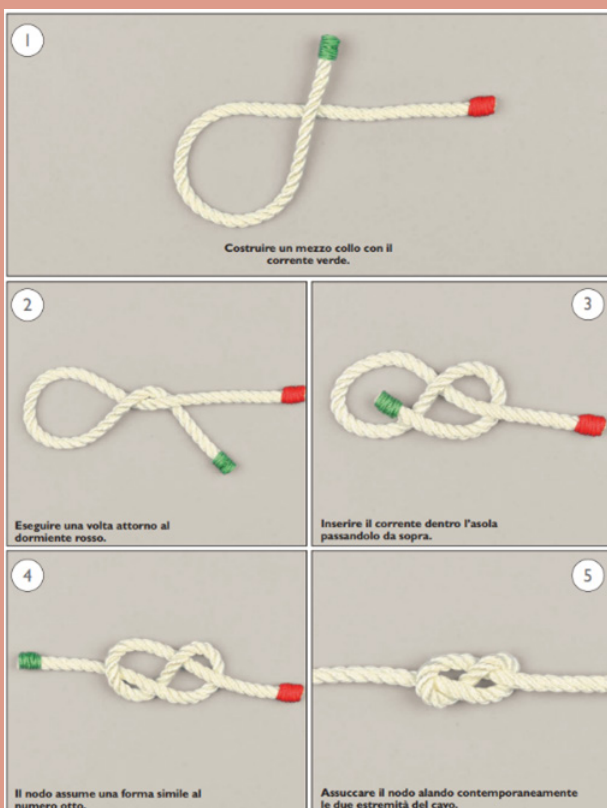 1
Costruire un mezzo collo con il
corrente verde.
2
Eseguire una volta attorno al
dormiente rosso.
3
Inserire il corrente dentro l'asola
passandolo da sopra.
4
Il nodo assume una forma simile al
numero otto.
5
Assuccare il nodo alando contemporaneamente
le due estremità del cavo.